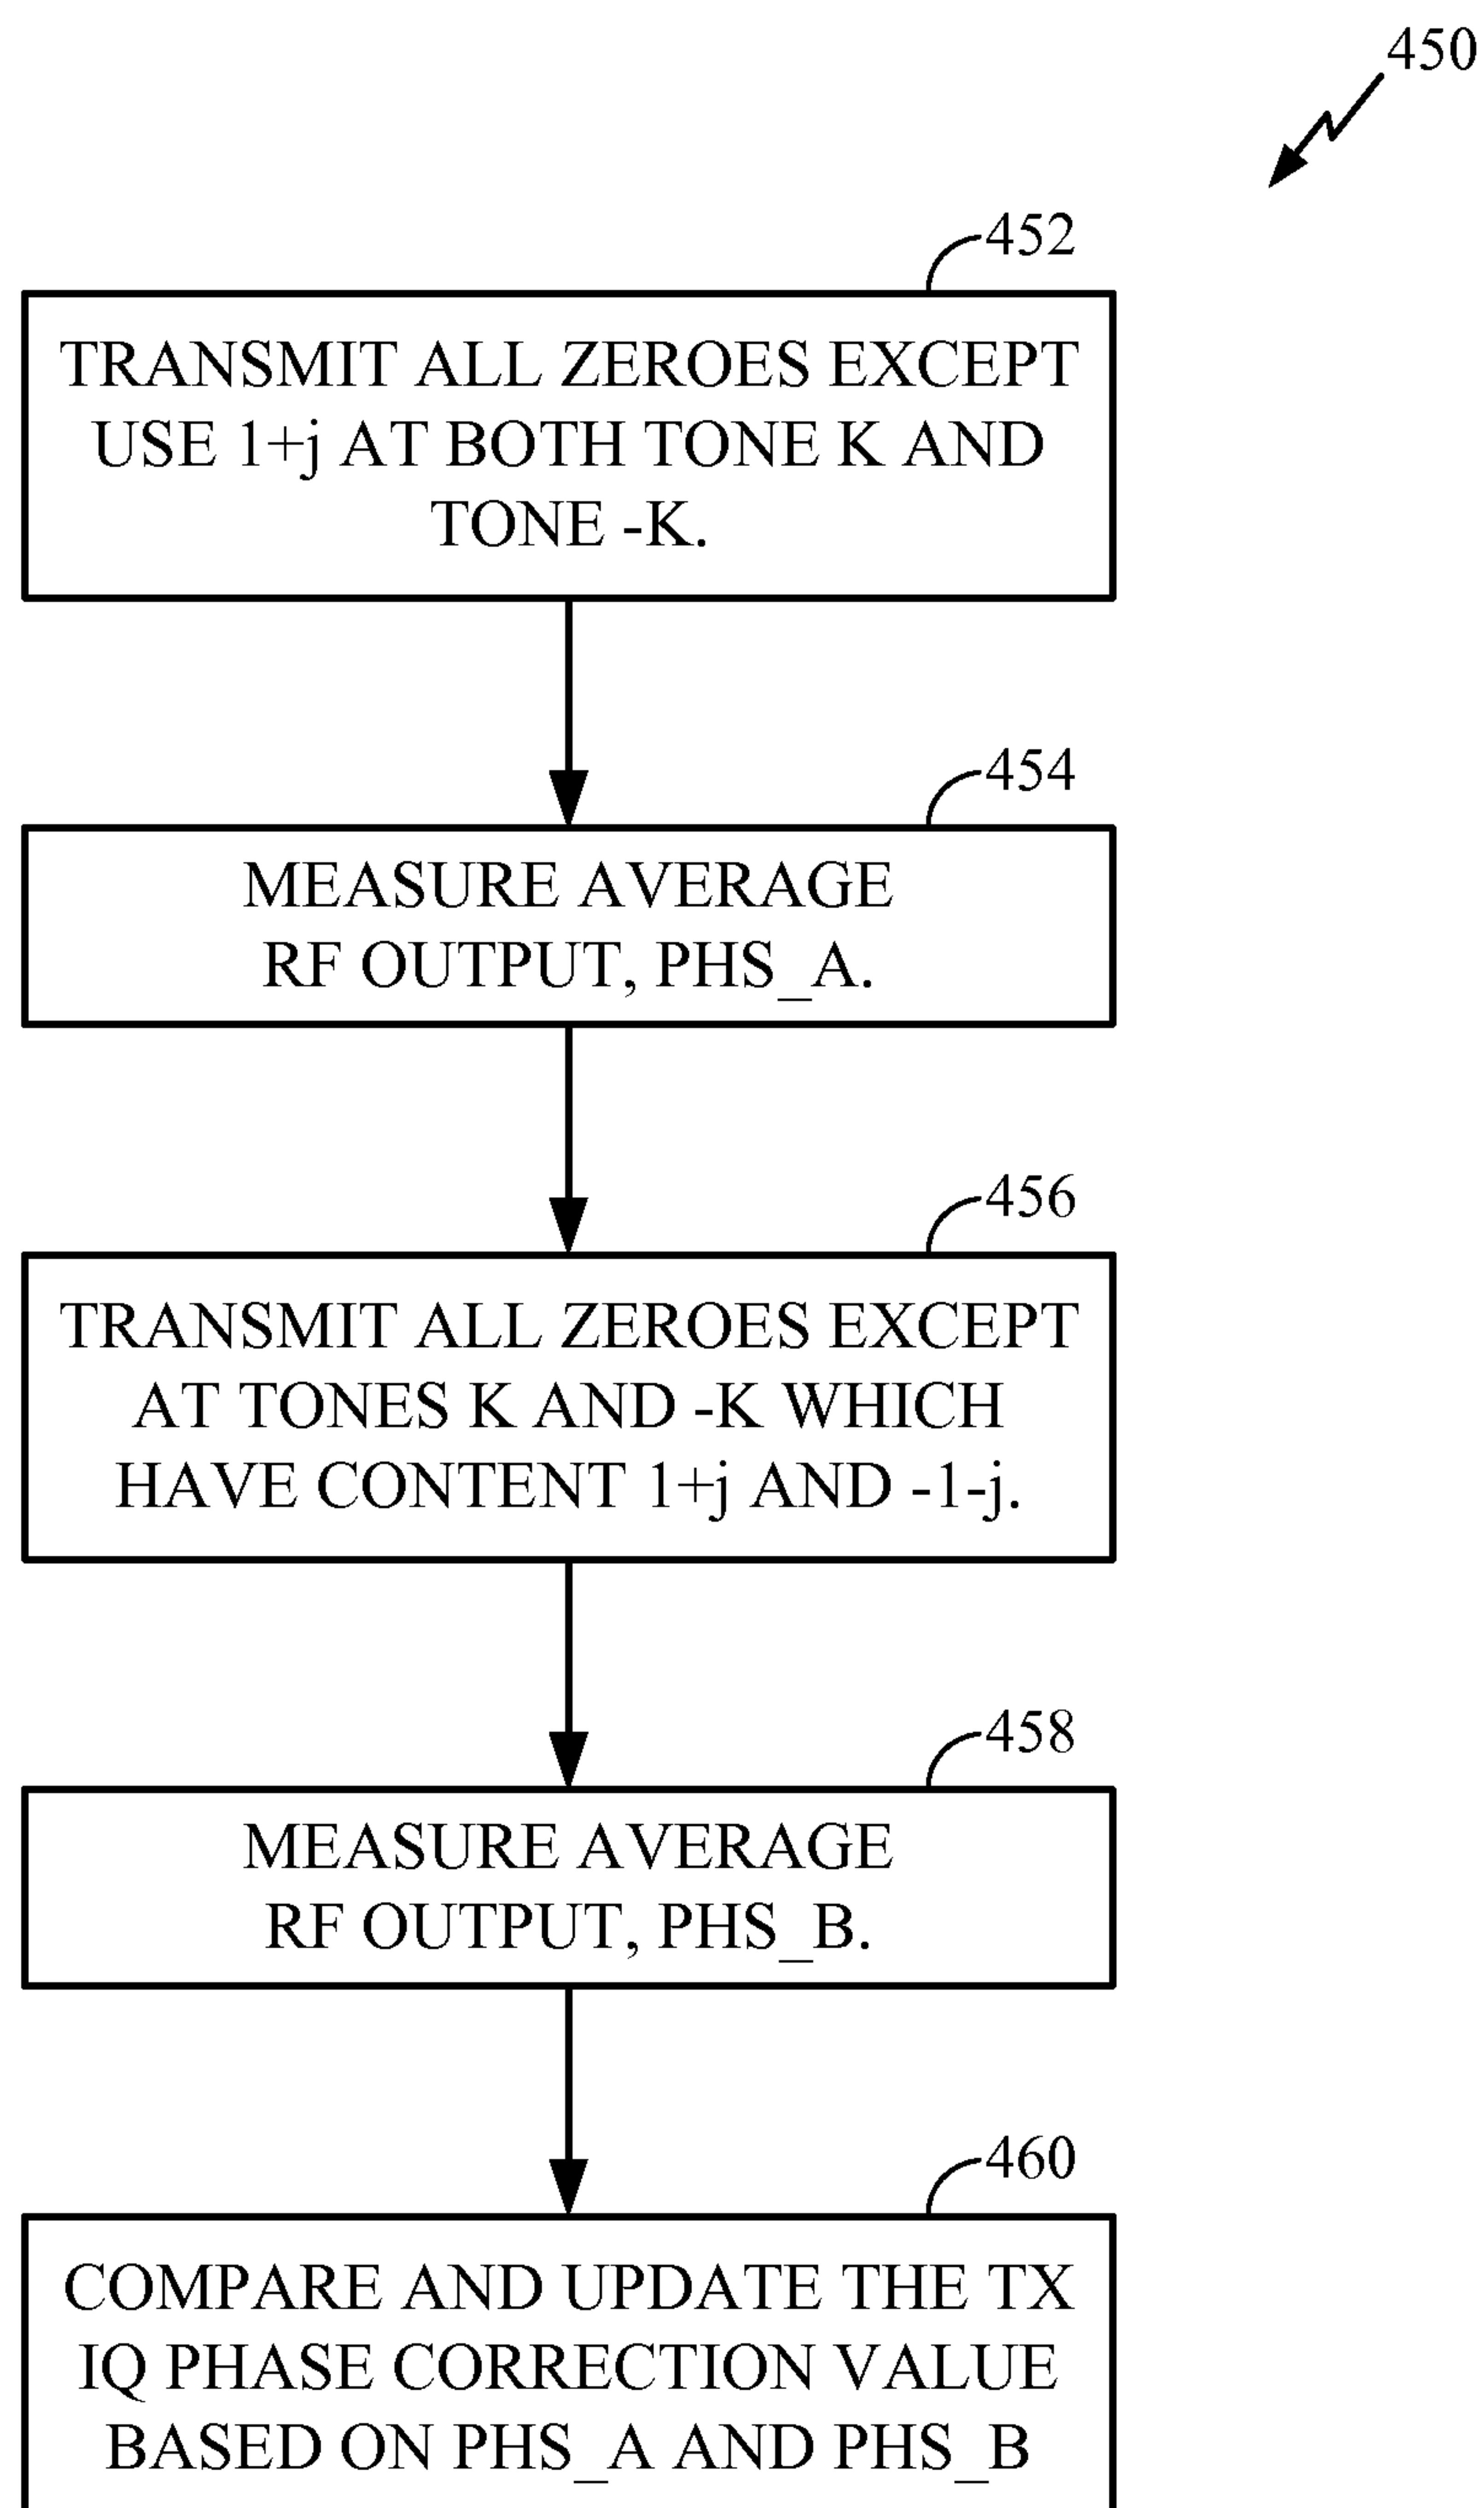 450
452
TRANSMIT ALL ZEROES EXCEPT
USE 1+j AT BOTH TONE K AND
TONE -K.
454
MEASURE AVERAGE
RF OUTPUT, PHS_A.
456
TRANSMIT ALL ZEROES EXCEPT
AT TONES K AND -K WHICH
HAVE CONTENT 1+j AND -1-j.
458
MEASURE AVERAGE
RF OUTPUT, PHS_B.
460
COMPARE AND UPDATE THE TX
IQ PHASE CORRECTION VALUE
BASED ON PHS_A AND PHS_B